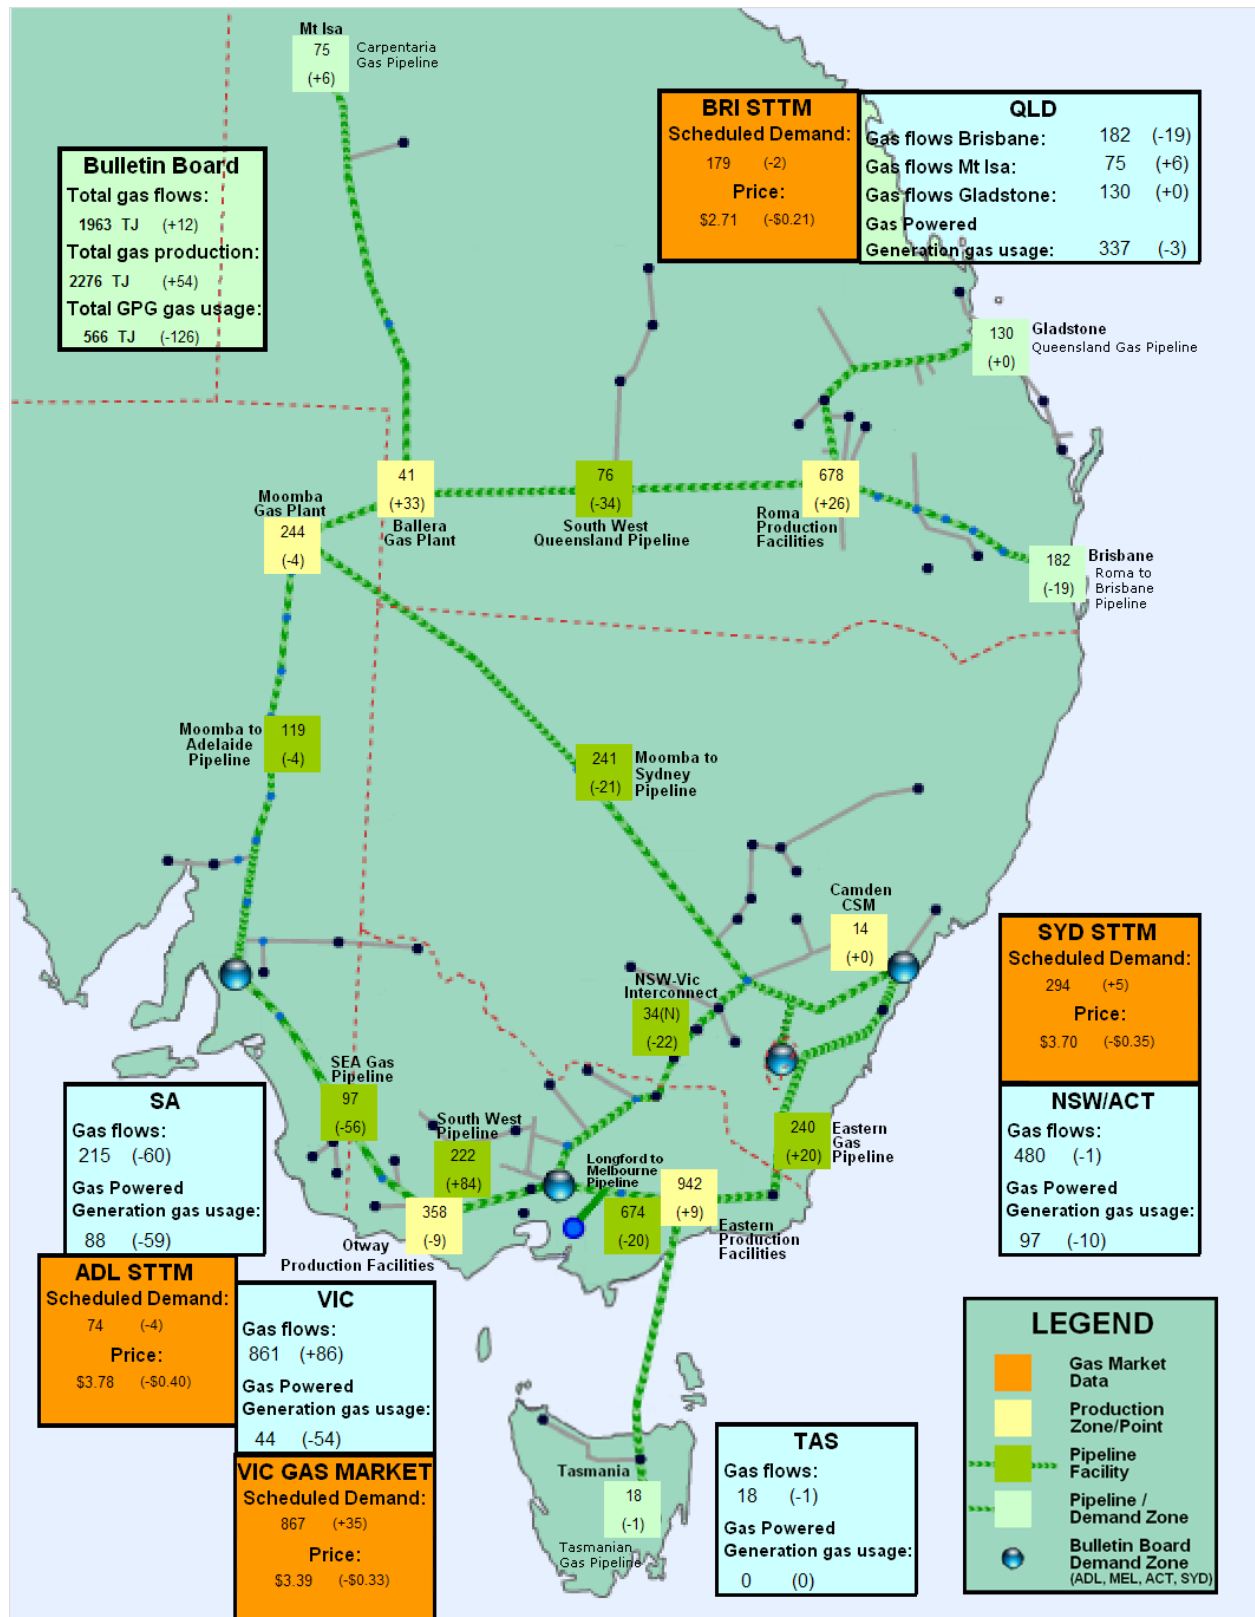 Mt Isa
75
(+6)
Carpentaria
Gas Pipeline
Bulletin Board
Total gas flows:
1963 TJ (+12)
Total gas production:
2276 TJ (+54)
Total GPG gas usage:
566 TJ (-126)
BRI STTM
Scheduled Demand:
179 (-2)
Price:
$2.71 (-$0.21)
QLD
Gas flows Brisbane: 182 (-19)
Gas flows Mt Isa: 75 (+6)
Gas flows Gladstone: 130 (+0)
Gas Powered
Generation gas usage: 337 (-3)
130
(+0)
Gladstone
Queensland Gas Pipeline
Moomba
Gas Plant
244
(-4)
41
(+33)
Ballera
Gas Plant
76
(-34)
South West
Queensland Pipeline
678
(+26)
Roma
Production
Facilities
182
(-19)
Brisbane
Roma to
Brisbane
Pipeline
Moomba to
Adelaide
Pipeline
119
(-4)
241
(-21)
Moomba to
Sydney
Pipeline
Camden
CSM
14
(+0)
NSW-Vic
Interconnect
34(N)
(-22)
SYD STTM
Scheduled Demand:
294 (+5)
Price:
$3.70 (-$0.35)
NSW/ACT
Gas flows:
480 (-1)
Gas Powered
Generation gas usage:
97 (-10)
SEA Gas
Pipeline
97
(-56)
South West
Pipeline
222
(+84)
Longford to
Melbourne
Pipeline
674
(-20)
942
(+9)
Eastern
Production
Facilities
240
(+20)
Eastern
Gas
Pipeline
358
(-9)
Otway
Production Facilities
SA
Gas flows:
215 (-60)
Gas Powered
Generation gas usage:
88 (-59)
ADL STTM
Scheduled Demand:
74 (-4)
Price:
$3.78 (-$0.40)
VIC
Gas flows:
861 (+86)
Gas Powered
Generation gas usage:
44 (-54)
VIC GAS MARKET
Scheduled Demand:
867 (+35)
Price:
$3.39 (-$0.33)
Tasmania
18
(-1)
Tasmanian
Gas Pipeline
TAS
Gas flows:
18 (-1)
Gas Powered
Generation gas usage:
0 (0)
LEGEND
Gas Market
Data
Production
Zone/Point
Pipeline
Facility
Pipeline /
Demand Zone
Bulletin Board
Demand Zone
(ADL, MEL, ACT, SYD)